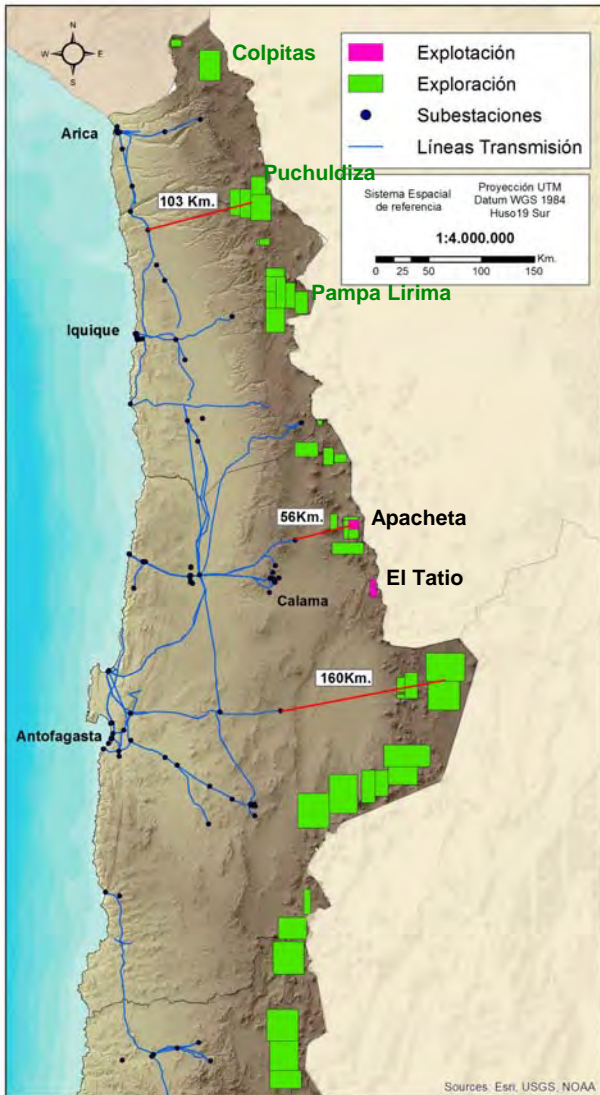 N
W E
S
Colpitas
Explotación
Exploración
Subestaciones
Líneas Transmisión
Arica
Puchuldiza
103 Km.
Sistema Espacial
de referencia
Proyección UTM
Datum WGS 1984
Huso19 Sur
1:4.000.000
Km.
0 25 50 100 150
Pampa Lirima
Iquique
56Km.
Apacheta
El Tatio
Calama
160Km.
Antofagasta
Sources: Esri, USGS, NOAA